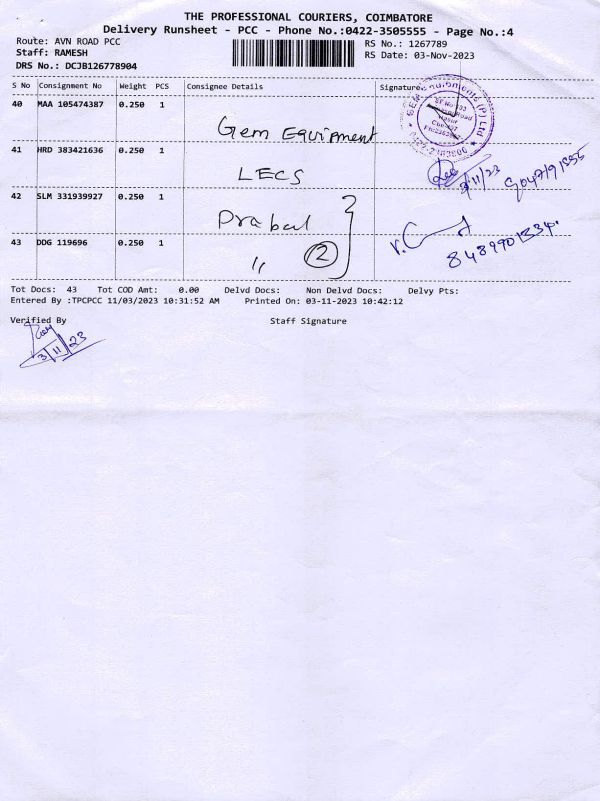 THE PROFESSIONAL COURIERS, COIMBATORE
Delivery Runsheet - PCC - Phone No.:0422-3505555 - Page No.:4
Route: AVN ROAD PCC
RS No.: 1267789
Staff: RAMESH
RS Date: 03-Nov-2023
DRS No.: DCJB126778904
S No Consignment No Weight PCS Consignee Details Signature
40 MAA 105474387 0.250 1 Gem Equipment
41 HRD 383421636 0.250 1 LECS
3/11/23
42 SLM 331939927 0.250 1 Prabal
43 DDG 119696 0.250 1 〃 2
Tot Docs: 43 Tot COD Amt: 0.00 Delvd Docs: Non Delvd Docs: Delvy Pts:
Entered By :TPCPCC 11/03/2023 10:31:52 AM Printed On: 03-11-2023 10:42:12
Verified By Staff Signature
3/11/23